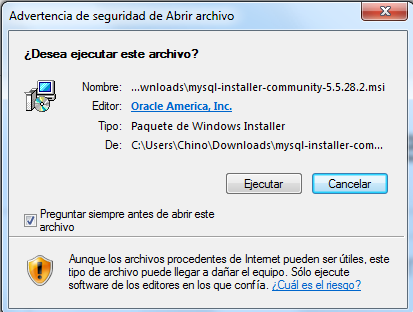 Advertencia de seguridad de Abrir archivo
¿Desea ejecutar este archivo?
Nombre: ...wnloads\mysql-installer-community-5.5.28.2.msi
Editor: Oracle America, Inc.
Tipo: Paquete de Windows Installer
De: C:\Users\Chino\Downloads\mysql-installer-com...
Ejecutar Cancelar
Preguntar siempre antes de abrir este
archivo
Aunque los archivos procedentes de Internet pueden ser útiles, este
tipo de archivo puede llegar a dañar el equipo. Sólo ejecute
software de los editores en los que confía. ¿Cuál es el riesgo?